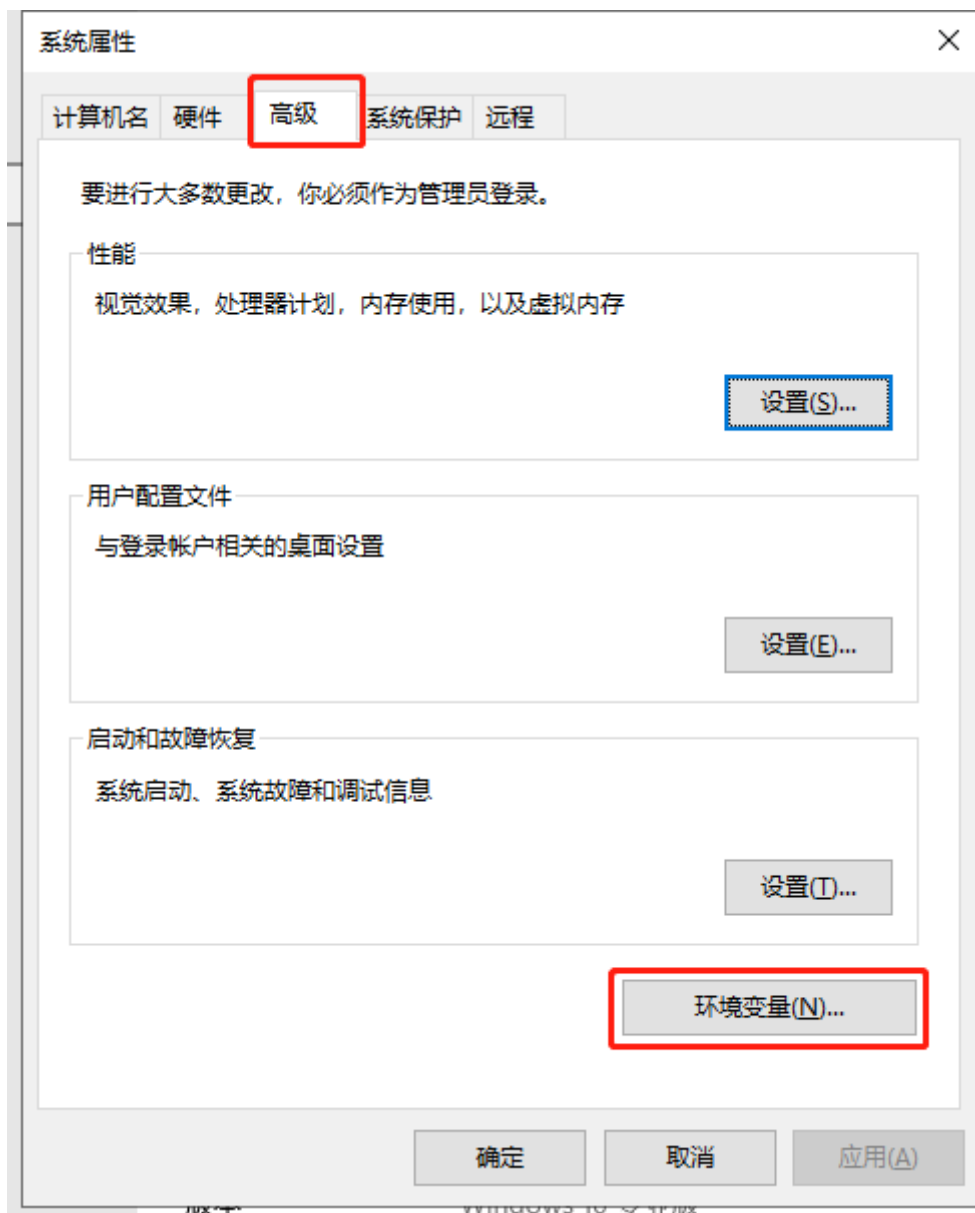 系统属性
计算机名 硬件 高级 系统保护 远程
要进行大多数更改，你必须作为管理员登录。
性能
视觉效果，处理器计划，内存使用，以及虚拟内存
设置(S)...
用户配置文件
与登录帐户相关的桌面设置
设置(E)...
启动和故障恢复
系统启动、系统故障和调试信息
设置(T)...
环境变量(N)...
确定 取消 应用(A)